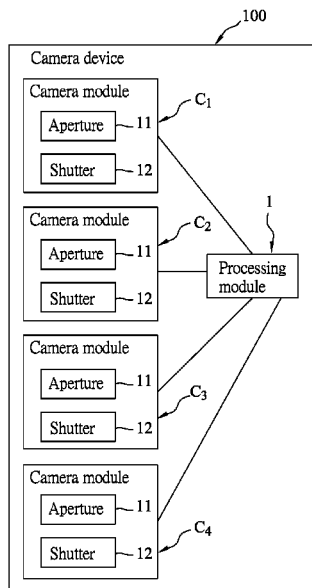 100
Camera device
Camera module
Aperture 11
Shutter 12
C1
Camera module
Aperture 11
Shutter 12
C2
1
Processing
module
Camera module
Aperture 11
Shutter 12
C3
Camera module
Aperture 11
Shutter 12
C4